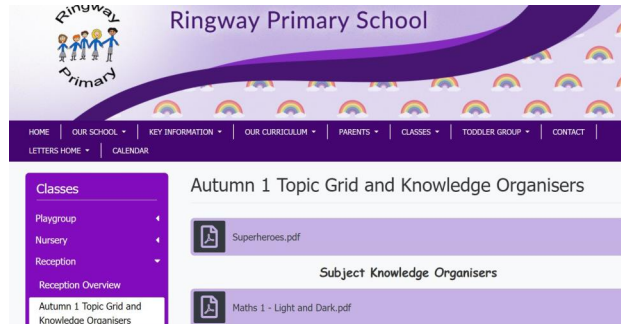 Ringway
Primary
Ringway Primary School
HOME OUR SCHOOL KEY INFORMATION OUR CURRICULUM PARENTS CLASSES TODDLER GROUP CONTACT
LETTERS HOME CALENDAR
Classes
Playgroup
Nursery
Reception
Reception Overview
Autumn 1 Topic Grid and
Knowledge Organisers
Autumn 1 Topic Grid and Knowledge Organisers
Superheroes.pdf
Subject Knowledge Organisers
Maths 1 - Light and Dark.pdf